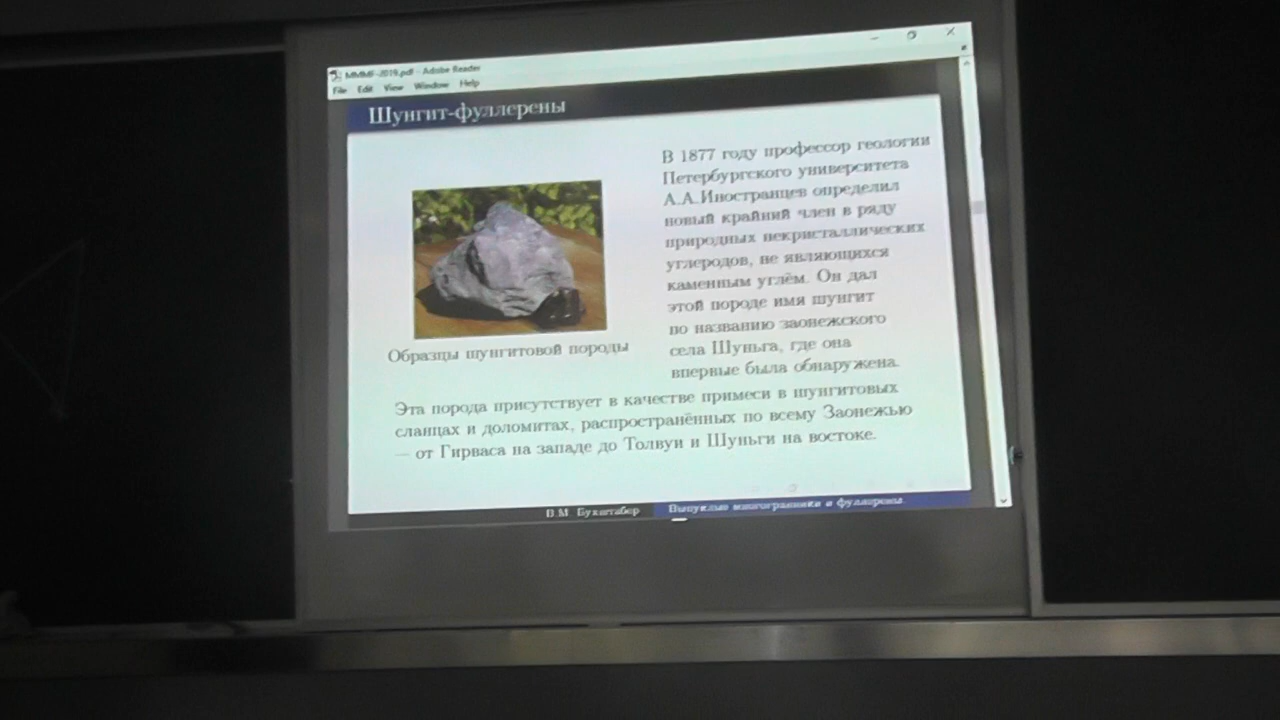 MMMF-2019.pdf - Adobe Reader
File Edit View Window Help
Шунгит-фуллерены
В 1877 году профессор геологии
Петербургского университета
А.А.Иностранцев определил
новый крайний член в ряду
природных некристаллических
углеродов, не являющихся
каменным углём. Он дал
этой породе имя шунгит
по названию заонежского
села Шуньга, где она
впервые была обнаружена.
Образцы шунгитовой породы
Эта порода присутствует в качестве примеси в шунгитовых
сланцах и доломитах, распространённых по всему Заонежью
— от Гирваса на западе до Толвуи и Шуньги на востоке.
В.М. Бухштабер
Выпуклые многогранники и фуллерены